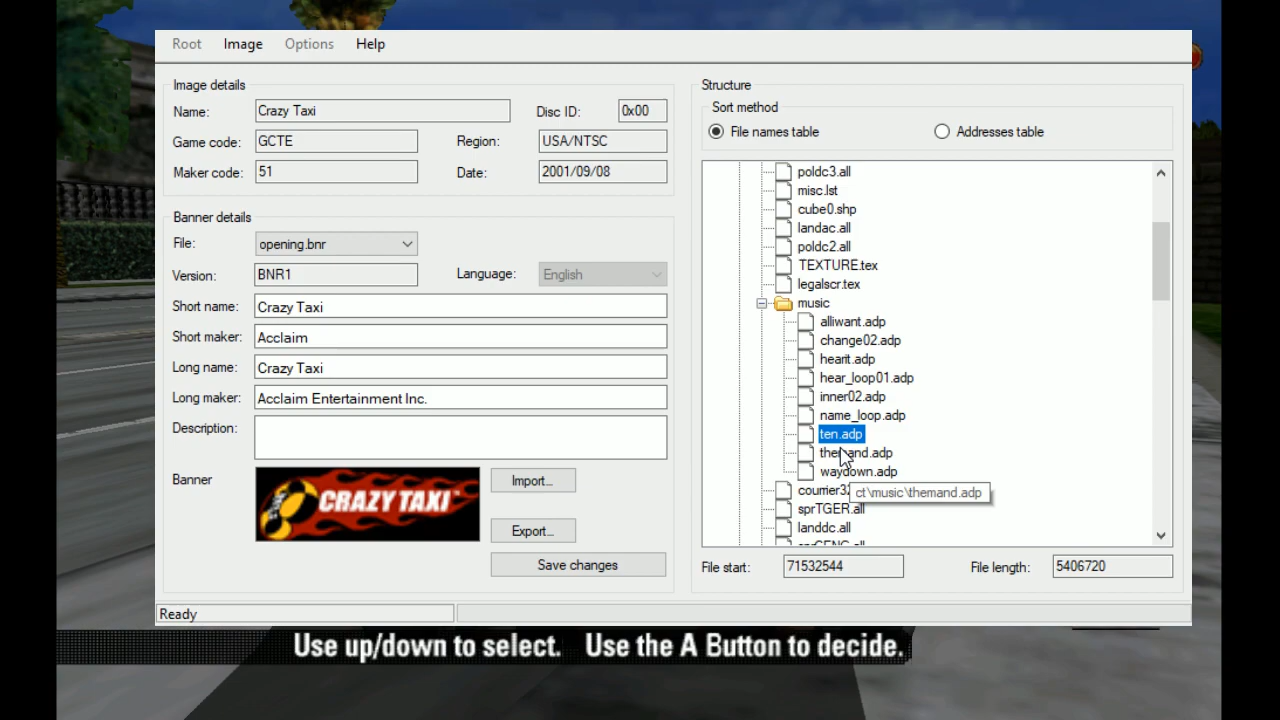 Root Image Options Help
Image details
Name: Crazy Taxi Disc ID: 0x00
Game code: GCTE Region: USA/NTSC
Maker code: 51 Date: 2001/09/08
Banner details
File: opening.bnr
Version: BNR1 Language: English
Short name: Crazy Taxi
Short maker: Acclaim
Long name: Crazy Taxi
Long maker: Acclaim Entertainment Inc.
Description:
Banner
CRAZY TAXI
Import...
Export...
Save changes
Structure
Sort method
File names table Addresses table
poldc3.all
misc.lst
cube0.shp
landac.all
poldc2.all
TEXTURE.tex
legalscr.tex
music
alliwant.adp
change02.adp
hearit.adp
hear_loop01.adp
inner02.adp
name_loop.adp
ten.adp
themand.adp
waydown.adp
ct\music\themand.adp
sprTGER.all
landdc.all
File start: 71532544 File length: 5406720
Ready
Use up/down to select. Use the A Button to decide.